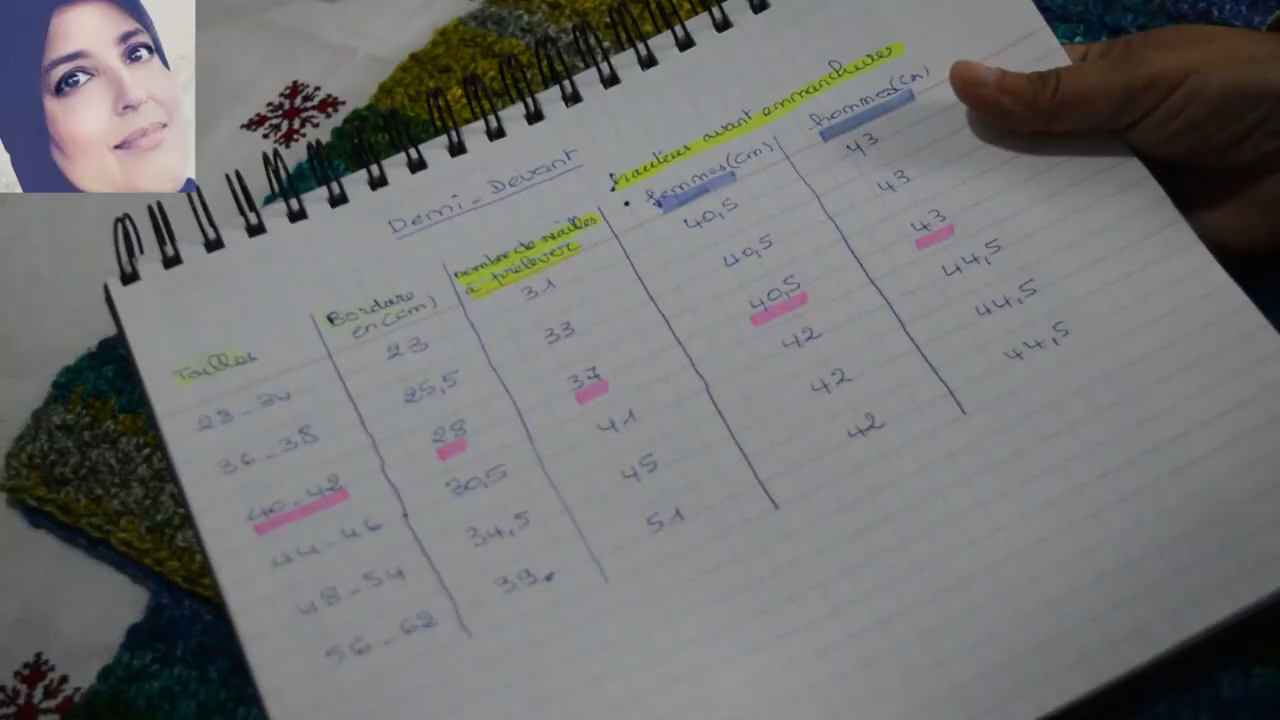 Demi-Devant
hauteur avant emmanchures
Tailles Bordure en (cm) nombre de mailles à prélever femmes (cm) hommes (cm)
23 31 40,5 43
36-38 25,5 33 40,5 43
40-42 28 37 40,5 43
44-46 30,5 41 42 44,5
48-54 34,5 45 42 44,5
56-62 39 51 42 44,5